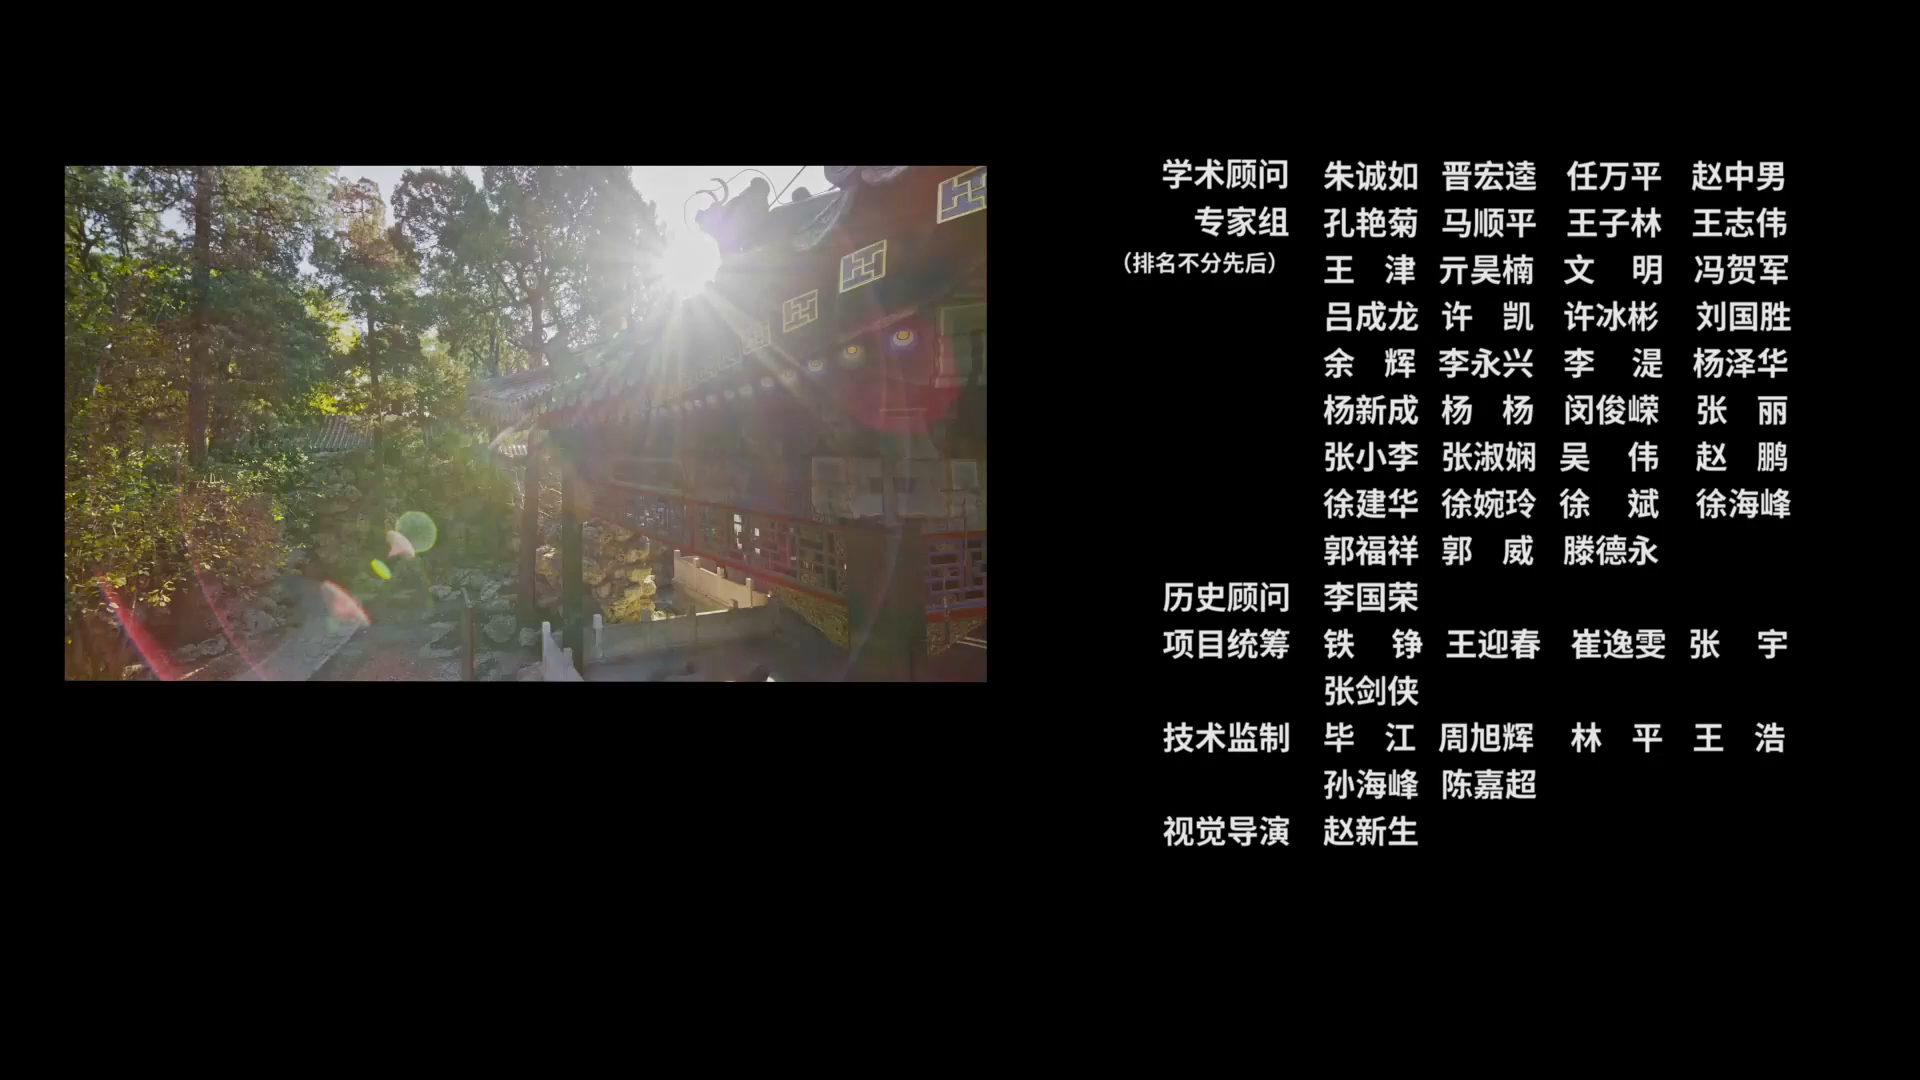 学术顾问 朱诚如 晋宏逵 任万平 赵中男
专家组 孔艳菊 马顺平 王子林 王志伟
（排名不分先后） 王 津 亓昊楠 文 明 冯贺军
吕成龙 许 凯 许冰彬 刘国胜
余 辉 李永兴 李 湜 杨泽华
杨新成 杨 杨 闵俊嵘 张 丽
张小李 张淑娴 吴 伟 赵 鹏
徐建华 徐婉玲 徐 斌 徐海峰
郭福祥 郭 威 滕德永
历史顾问 李国荣
项目统筹 铁 铮 王迎春 崔逸雯 张 宇
张剑侠
技术监制 毕 江 周旭辉 林 平 王 浩
孙海峰 陈嘉超
视觉导演 赵新生